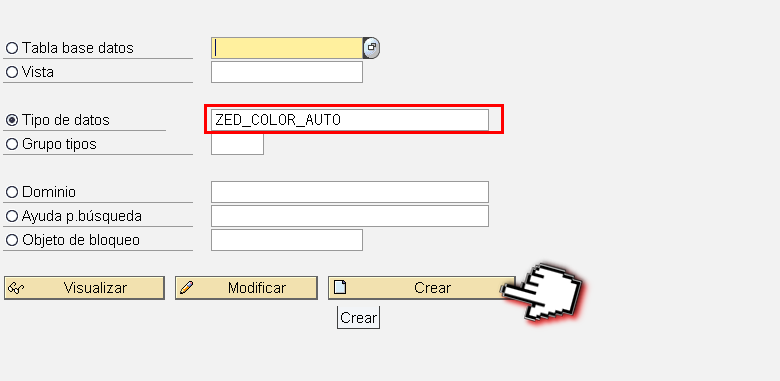 Tabla base datos
Vista
Tipo de datos ZED_COLOR_AUTO
Grupo tipos
Dominio
Ayuda p.búsqueda
Objeto de bloqueo
Visualizar Modificar Crear
Crear